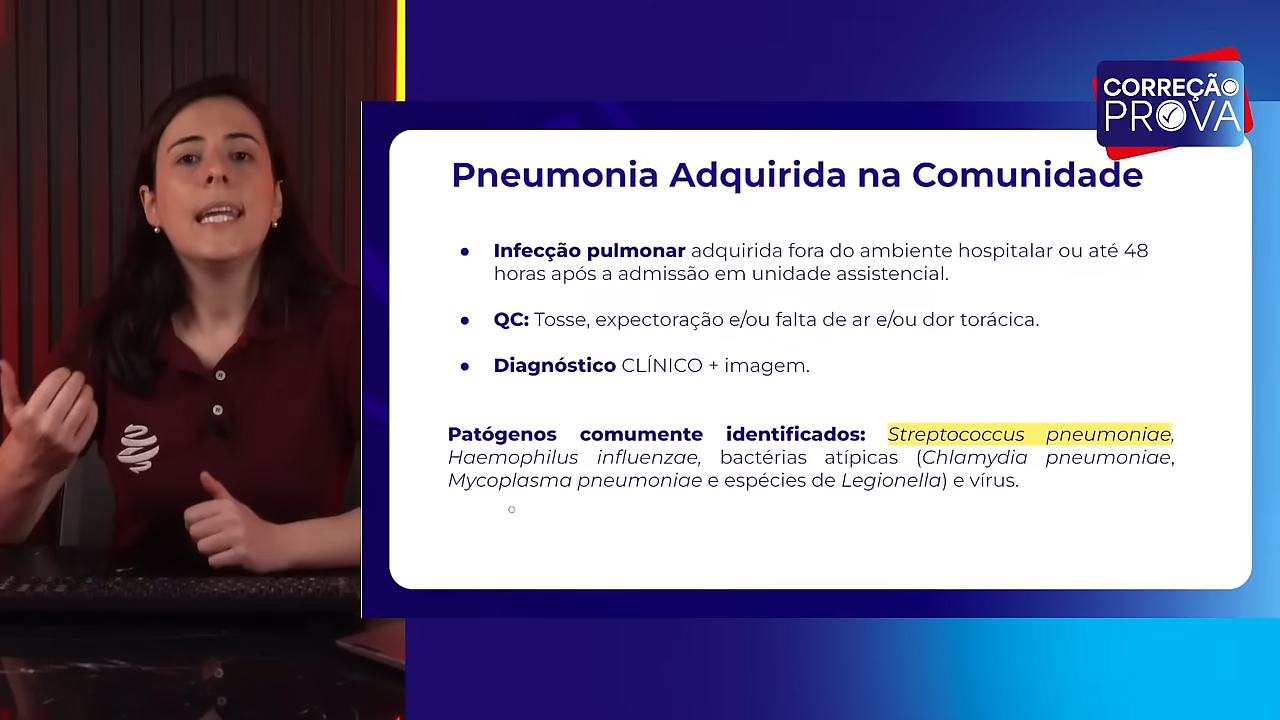 CORREÇÃO
PROVA
Pneumonia Adquirida na Comunidade
● Infecção pulmonar adquirida fora do ambiente hospitalar ou até 48
horas após a admissão em unidade assistencial.
● QC: Tosse, expectoração e/ou falta de ar e/ou dor torácica.
● Diagnóstico CLÍNICO + imagem.
Patógenos comumente identificados: Streptococcus pneumoniae,
Haemophilus influenzae, bactérias atípicas (Chlamydia pneumoniae,
Mycoplasma pneumoniae e espécies de Legionella) e vírus.